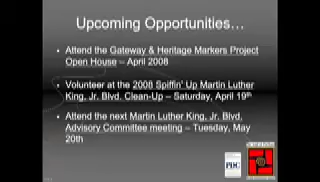 Upcoming Opportunities…
• Attend the Gateway & Heritage Markers Project
Open House – April 2008
• Volunteer at the 2008 Spiffin' Up Martin Luther
King, Jr. Blvd. Clean-Up – Saturday, April 19th
• Attend the next Martin Luther King, Jr. Blvd.
Advisory Committee meeting – Tuesday, May
20th
PDC